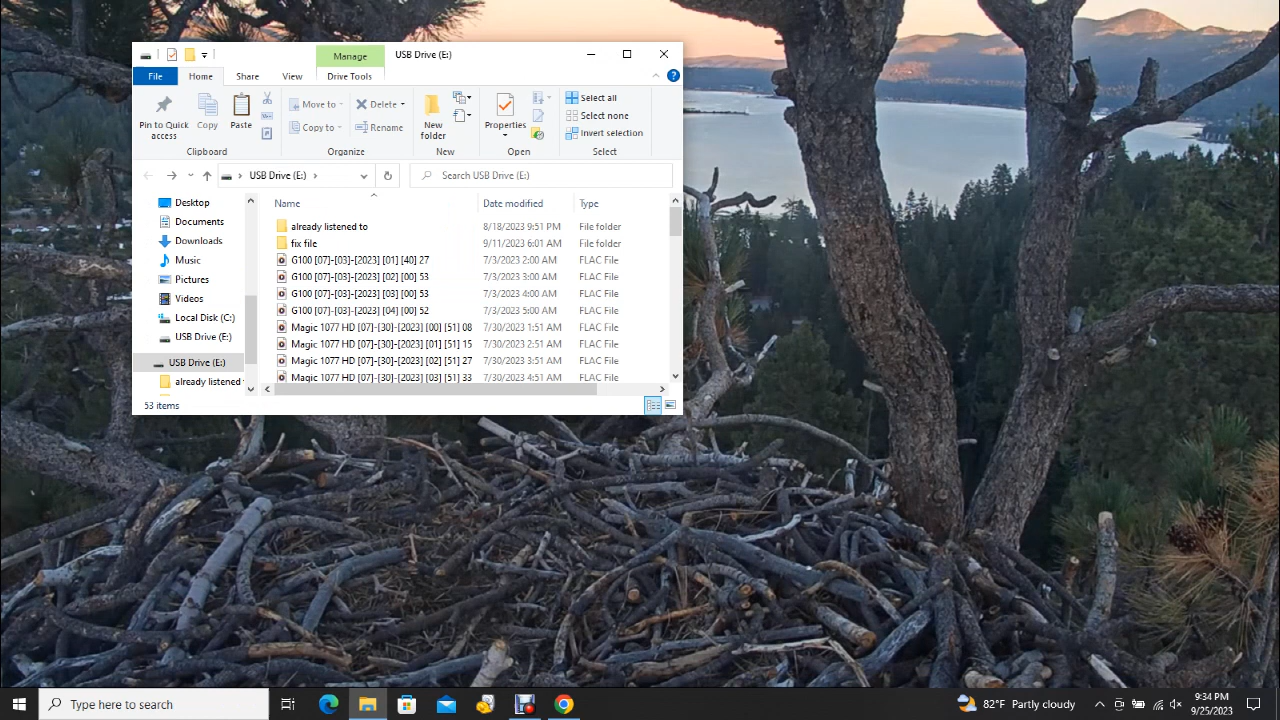 Manage
USB Drive (E:)
File
Home
Share
View
Drive Tools
Pin to Quick access
Copy
Paste
Move to
Copy to
Delete
Rename
New folder
Properties
Select all
Select none
Invert selection
Clipboard
Organize
New
Open
Select
USB Drive (E:)
Search USB Drive (E:)
Desktop
Documents
Downloads
Music
Pictures
Videos
Local Disk (C:)
USB Drive (E:)
USB Drive (E:)
already listened
Name Date modified Type
already listened to 8/18/2023 9:51 PM File folder
fix file 9/11/2023 6:01 AM File folder
G100 [07]-[03]-[2023] [01] [40] 27 7/3/2023 2:00 AM FLAC File
G100 [07]-[03]-[2023] [02] [00] 53 7/3/2023 3:00 AM FLAC File
G100 [07]-[03]-[2023] [03] [00] 53 7/3/2023 4:00 AM FLAC File
G100 [07]-[03]-[2023] [04] [00] 52 7/3/2023 5:00 AM FLAC File
Magic 1077 HD [07]-[30]-[2023] [00] [51] 08 7/30/2023 1:51 AM FLAC File
Magic 1077 HD [07]-[30]-[2023] [01] [51] 15 7/30/2023 2:51 AM FLAC File
Magic 1077 HD [07]-[30]-[2023] [02] [51] 27 7/30/2023 3:51 AM FLAC File
Magic 1077 HD [07]-[30]-[2023] [03] [51] 33 7/30/2023 4:51 AM FLAC File
53 items
Type here to search
82°F Partly cloudy
9:34 PM
9/25/2023